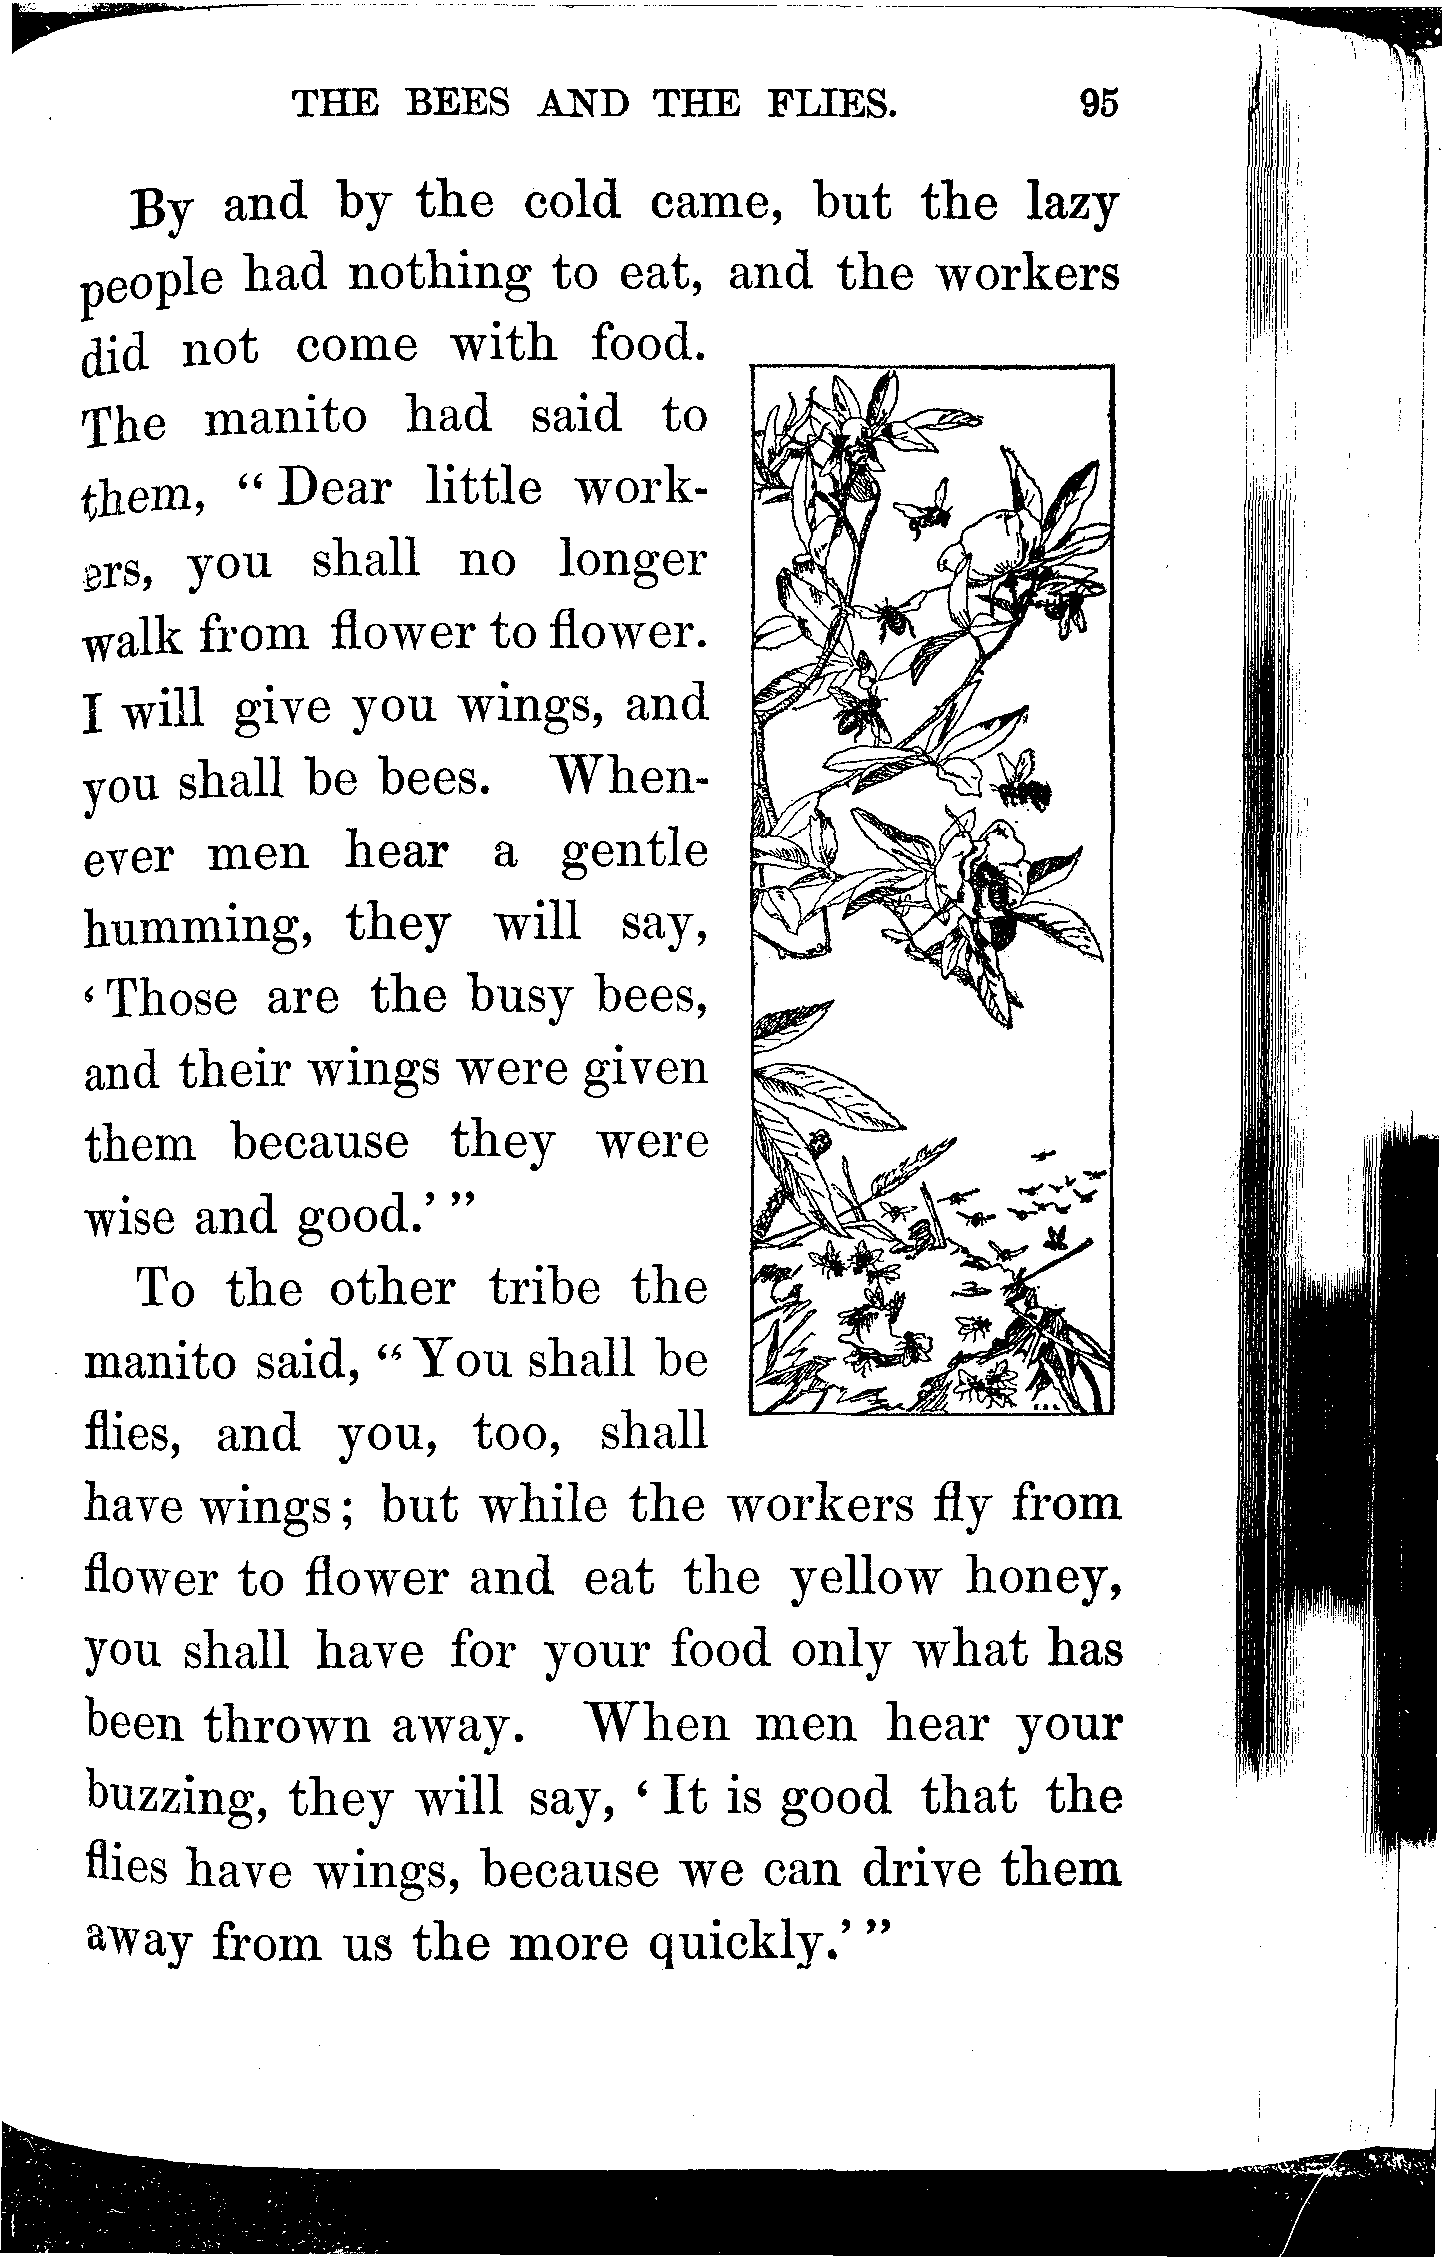 THE BEES AND THE FLIES. 95
By and by the cold came, but the lazy
people had nothing to eat, and the workers
did not come with food.
The manito had said to
them, “Dear little work-
ers, you shall no longer
walk from flower to flower.
I will give you wings, and
you shall be bees. When-
ever men hear a gentle
humming, they will say,
‘Those are the busy bees,
and their wings were given
them because they were
wise and good.’”
To the other tribe the
manito said, “You shall be
flies, and you, too, shall
have wings; but while the workers fly from
flower to flower and eat the yellow honey,
you shall have for your food only what has
been thrown away. When men hear your
buzzing, they will say, ‘It is good that the
flies have wings, because we can drive them
away from us the more quickly.’”